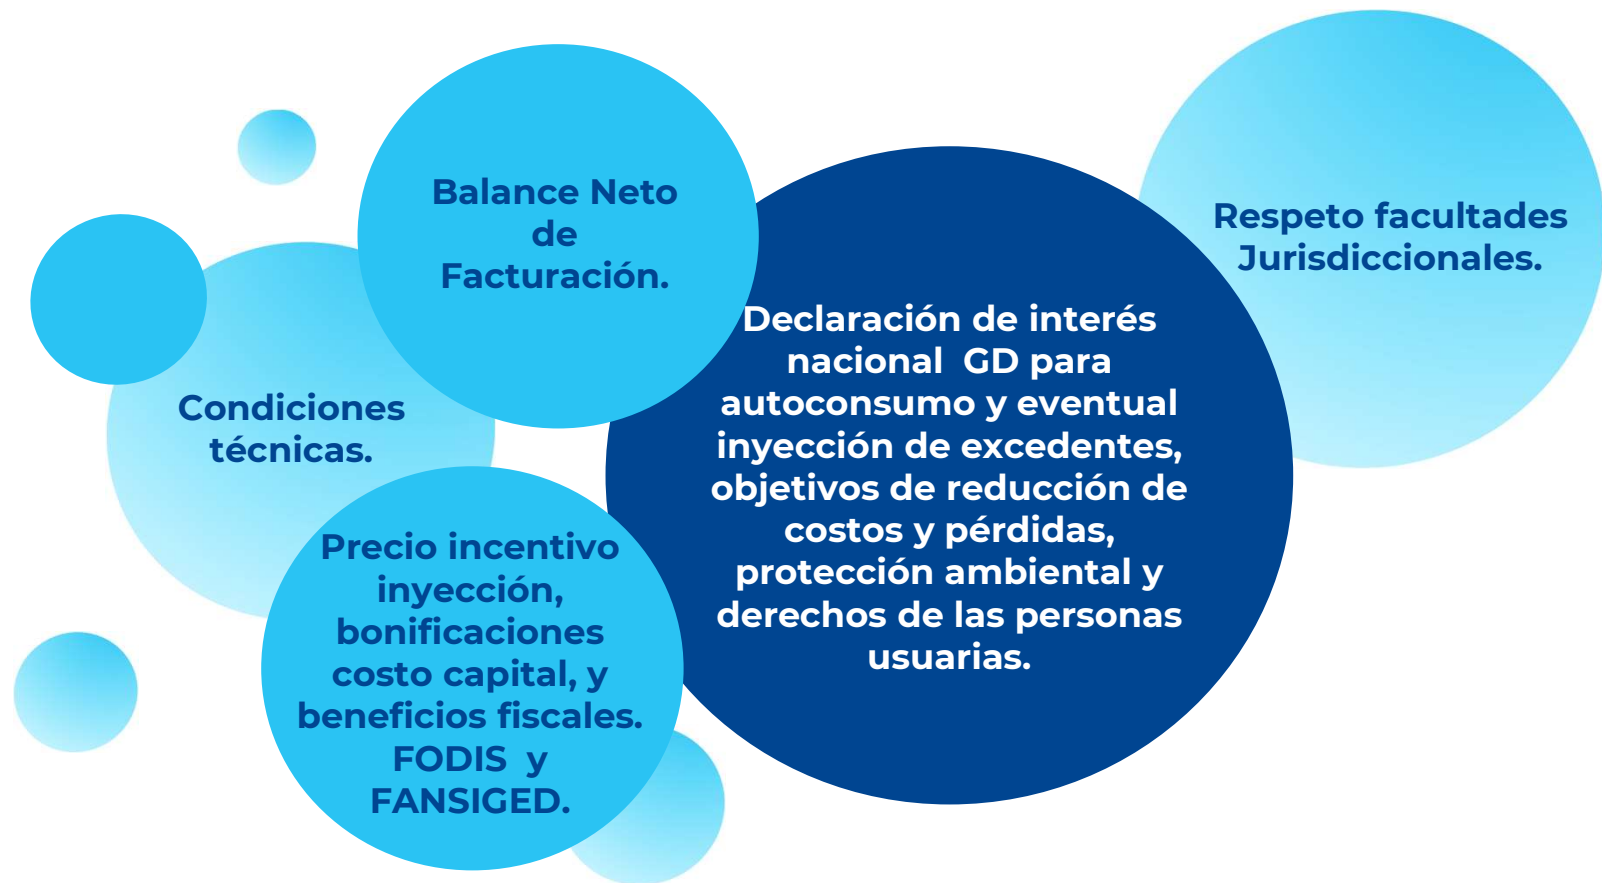 Balance Neto
de
Facturación.
Respeto facultades
Jurisdiccionales.
Declaración de interés
nacional GD para
autoconsumo y eventual
inyección de excedentes,
objetivos de reducción de
costos y pérdidas,
protección ambiental y
derechos de las personas
usuarias.
Condiciones
técnicas.
Precio incentivo
inyección,
bonificaciones
costo capital, y
beneficios fiscales.
FODIS y
FANSIGED.